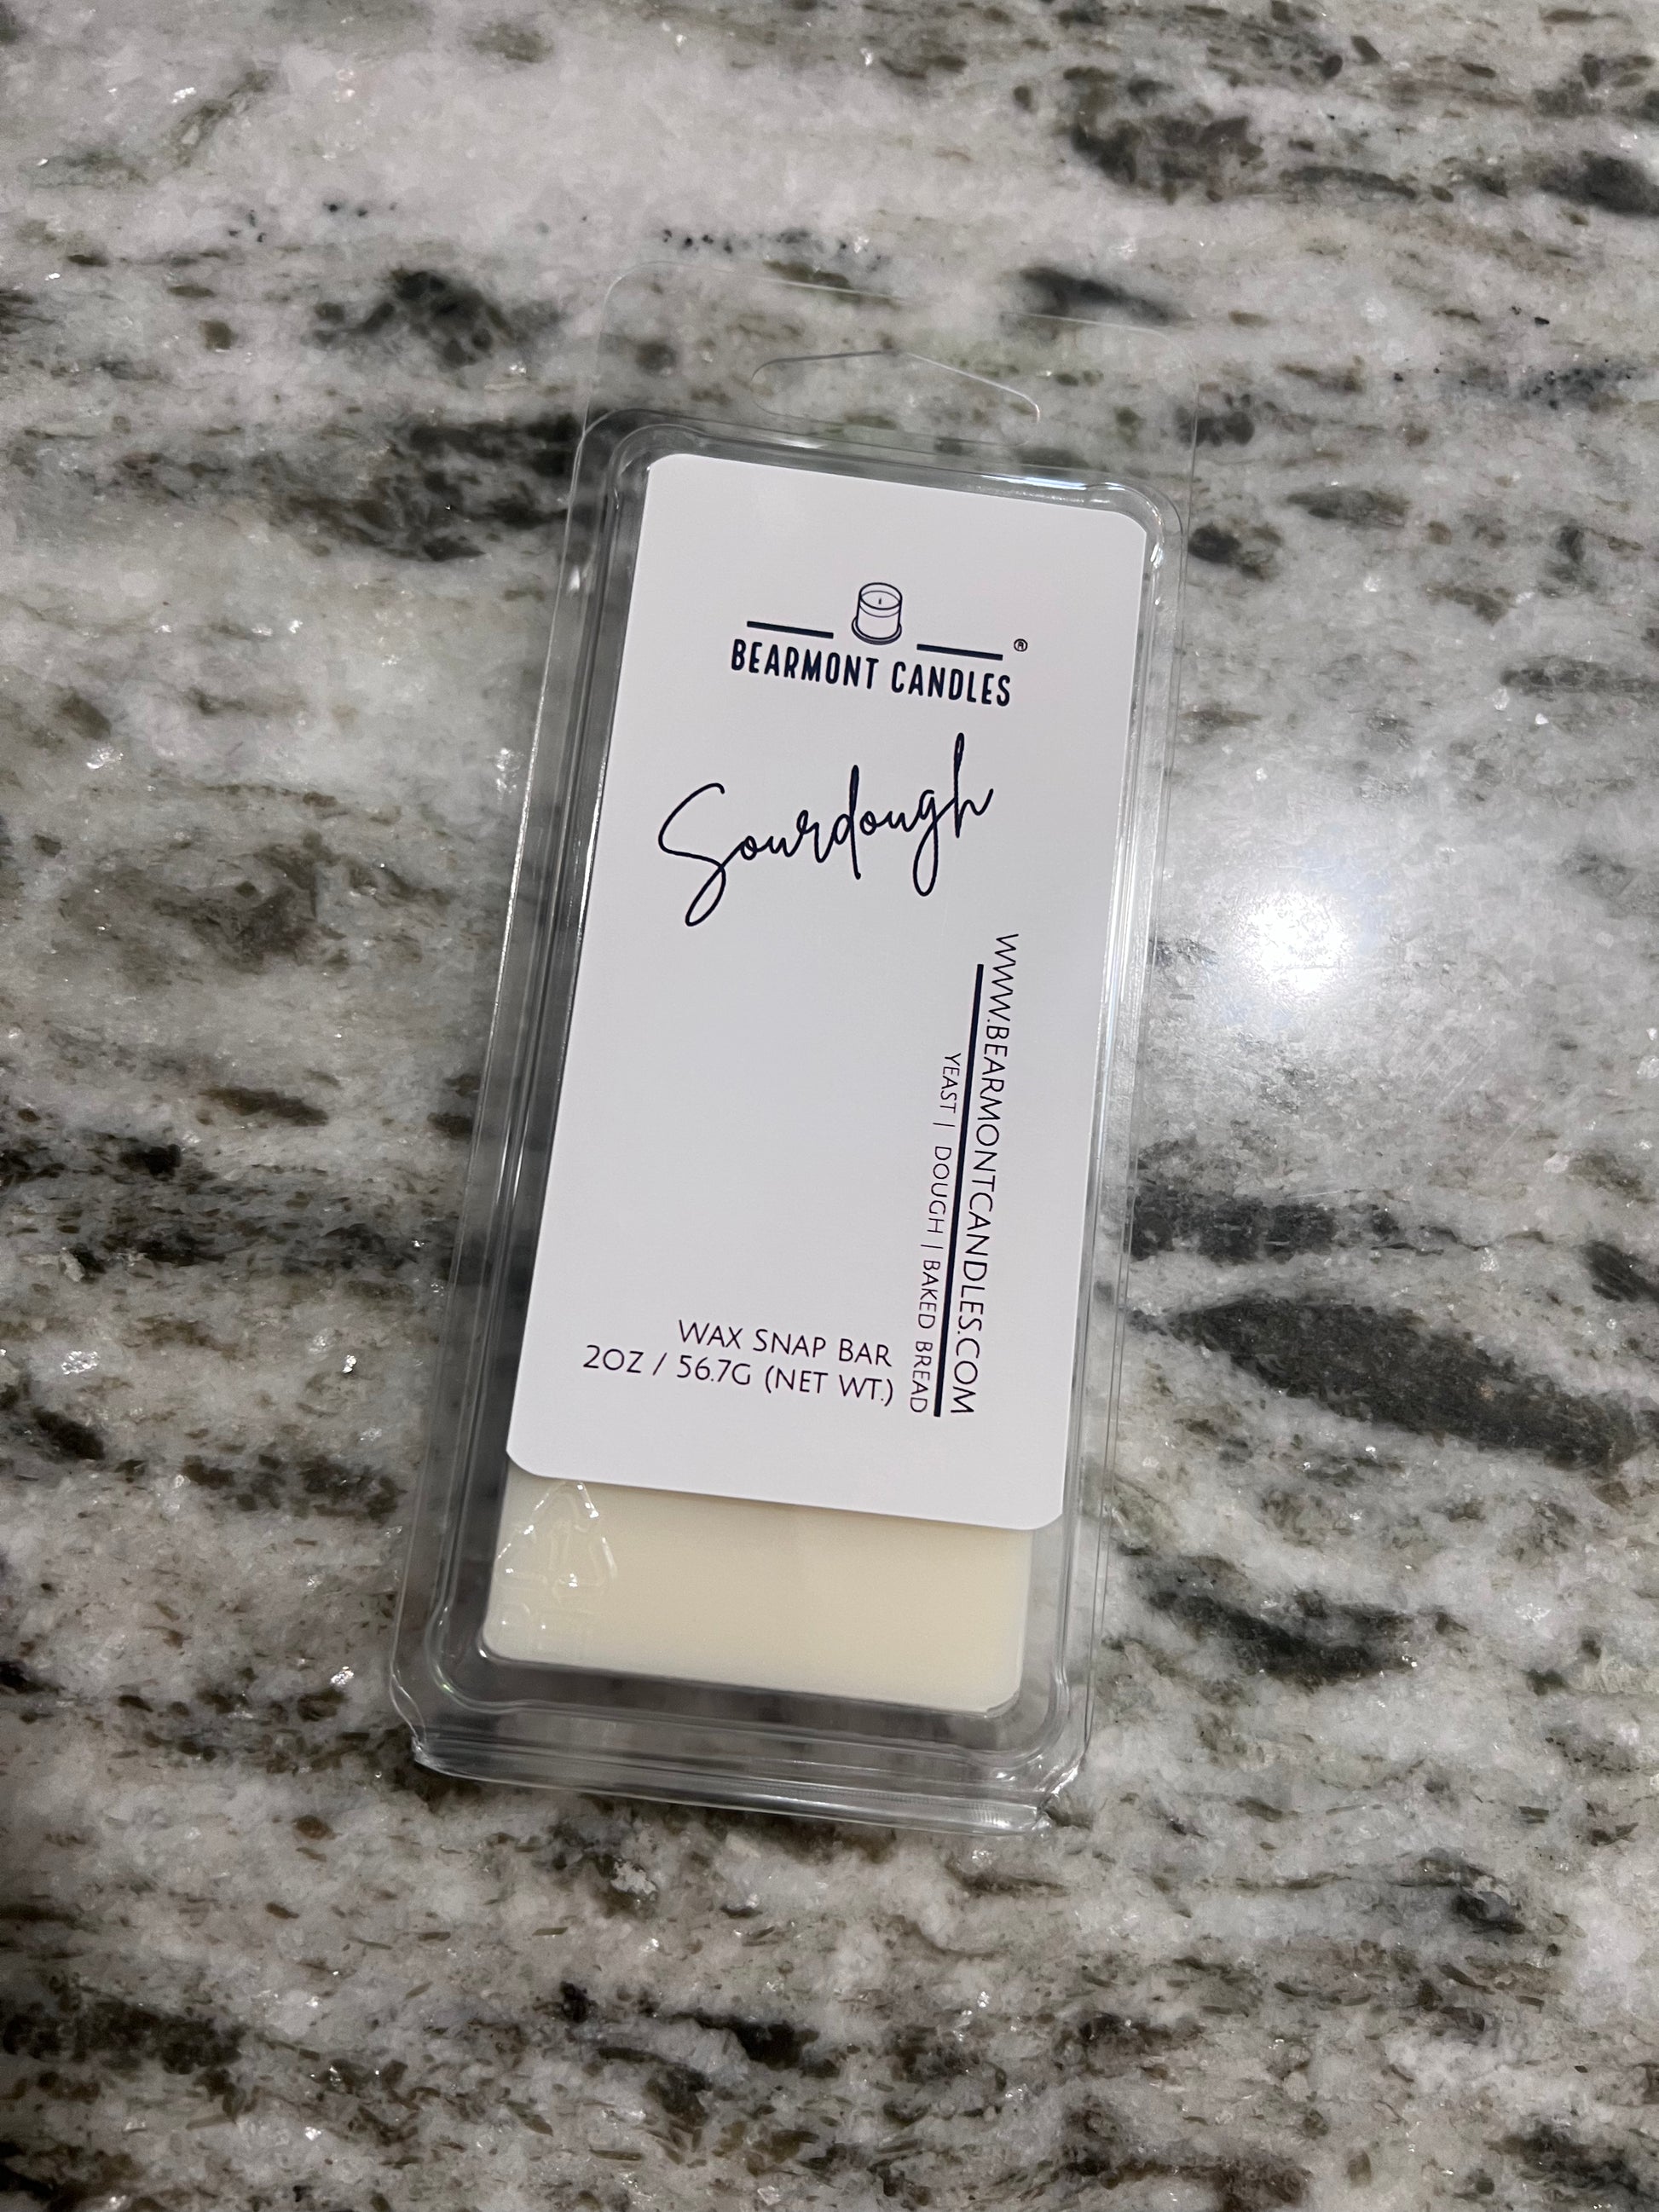 ®
BEARMONT CANDLES
Sourdough
WWW.BEARMONTCANDLES.COM
YEAST | DOUGH | BAKED BREAD
WAX SNAP BAR
2OZ / 56.7G (NET WT.)